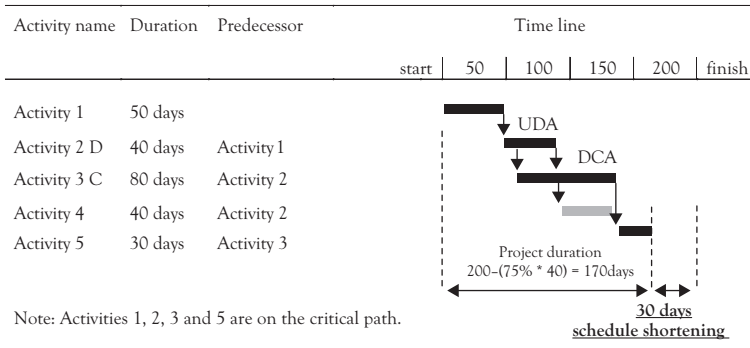 Activity name Duration Predecessor Time line
start 50 100 150 200 finish
Activity 1 50 days
UDA
Activity 2 D 40 days Activity 1
DCA
Activity 3 C 80 days Activity 2
Activity 4 40 days Activity 2
Activity 5 30 days Activity 3
Project duration
200–(75% * 40) = 170days
Note: Activities 1, 2, 3 and 5 are on the critical path.
30 days
schedule shortening